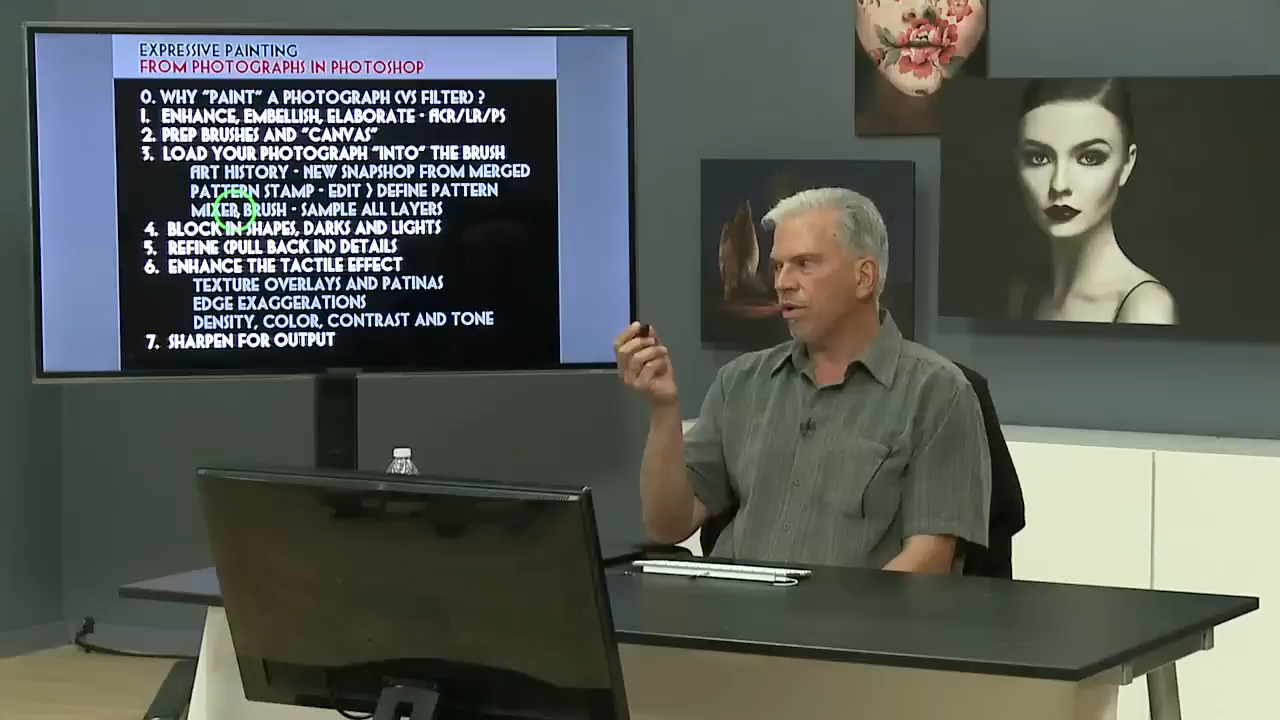 EXPRESSIVE PAINTING
FROM PHOTOGRAPHS IN PHOTOSHOP
0. WHY "PAINT" A PHOTOGRAPH (VS FILTER) ?
1. ENHANCE, EMBELLISH, ELABORATE - ACR/LR/PS
2. PREP BRUSHES AND "CANVAS"
3. LOAD YOUR PHOTOGRAPH "INTO" THE BRUSH
ART HISTORY - NEW SNAPSHOP FROM MERGED
PATTERN STAMP - EDIT > DEFINE PATTERN
MIXER BRUSH - SAMPLE ALL LAYERS
4. BLOCK IN SHAPES, DARKS AND LIGHTS
5. REFINE (PULL BACK IN) DETAILS
6. ENHANCE THE TACTILE EFFECT
TEXTURE OVERLAYS AND PATINAS
EDGE EXAGGERATIONS
DENSITY, COLOR, CONTRAST AND TONE
7. SHARPEN FOR OUTPUT